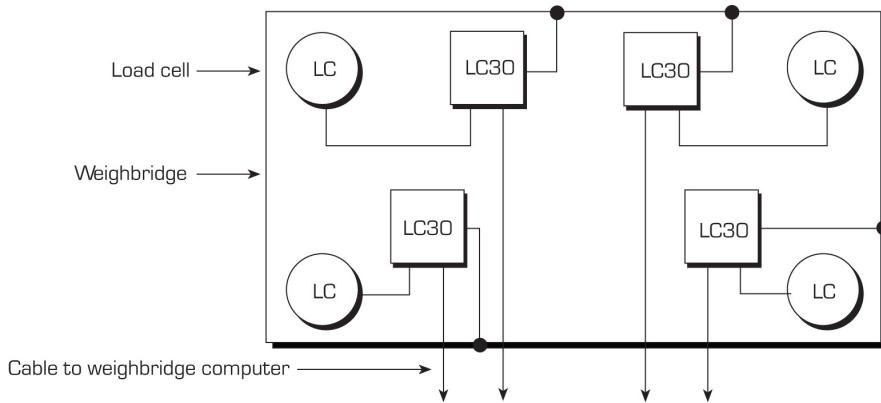 LC
LC30
LC30
LC
Load cell
Weighbridge
LC30
LC30
LC
LC
Cable to weighbridge computer